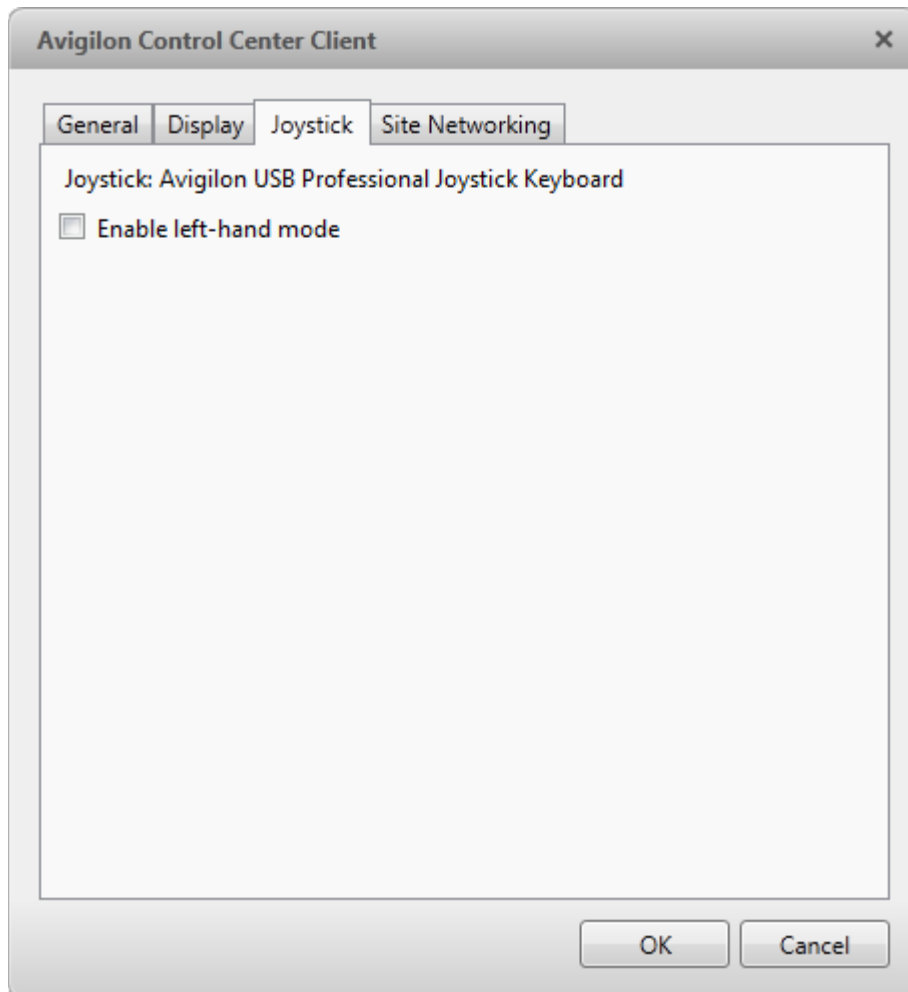 Avigilon Control Center Client
General Display Joystick Site Networking
Joystick: Avigilon USB Professional Joystick Keyboard
Enable left-hand mode
OK Cancel